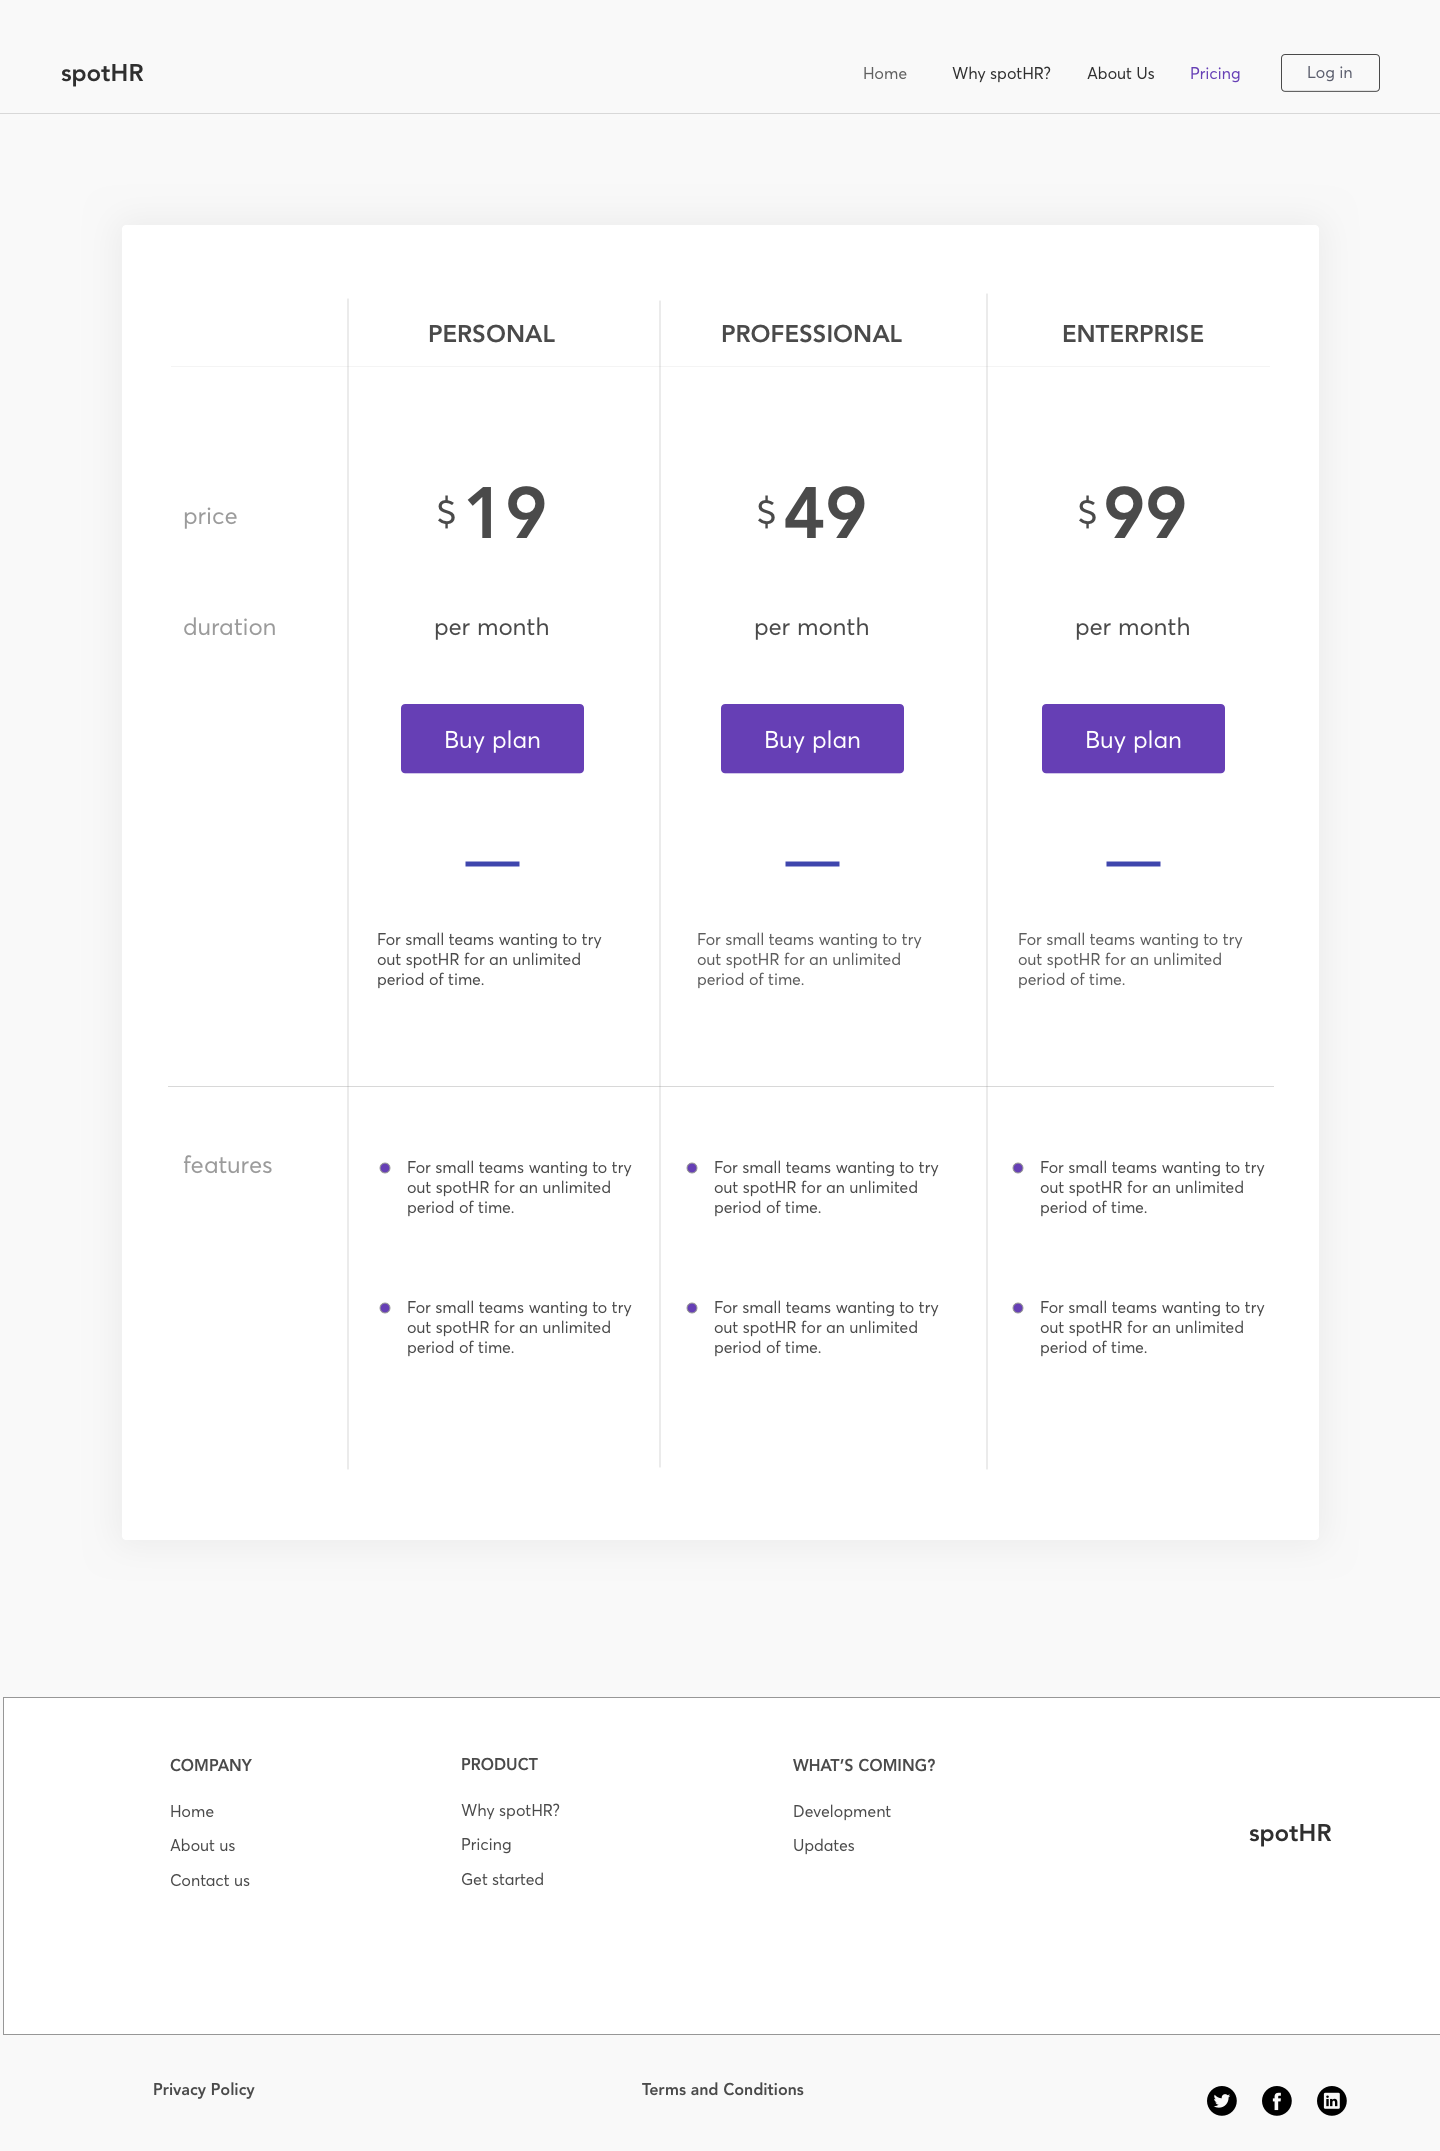 spotHR
Home
Why spotHR?
About Us
Pricing
Log in
PERSONAL
PROFESSIONAL
ENTERPRISE
price
$ 19
$ 49
$ 99
duration
per month
per month
per month
Buy plan
Buy plan
Buy plan
For small teams wanting to try
out spotHR for an unlimited
period of time.
For small teams wanting to try
out spotHR for an unlimited
period of time.
For small teams wanting to try
out spotHR for an unlimited
period of time.
features
For small teams wanting to try
out spotHR for an unlimited
period of time.
For small teams wanting to try
out spotHR for an unlimited
period of time.
For small teams wanting to try
out spotHR for an unlimited
period of time.
For small teams wanting to try
out spotHR for an unlimited
period of time.
For small teams wanting to try
out spotHR for an unlimited
period of time.
For small teams wanting to try
out spotHR for an unlimited
period of time.
COMPANY
Home
About us
Contact us
PRODUCT
Why spotHR?
Pricing
Get started
WHAT'S COMING?
Development
Updates
spotHR
Privacy Policy
Terms and Conditions